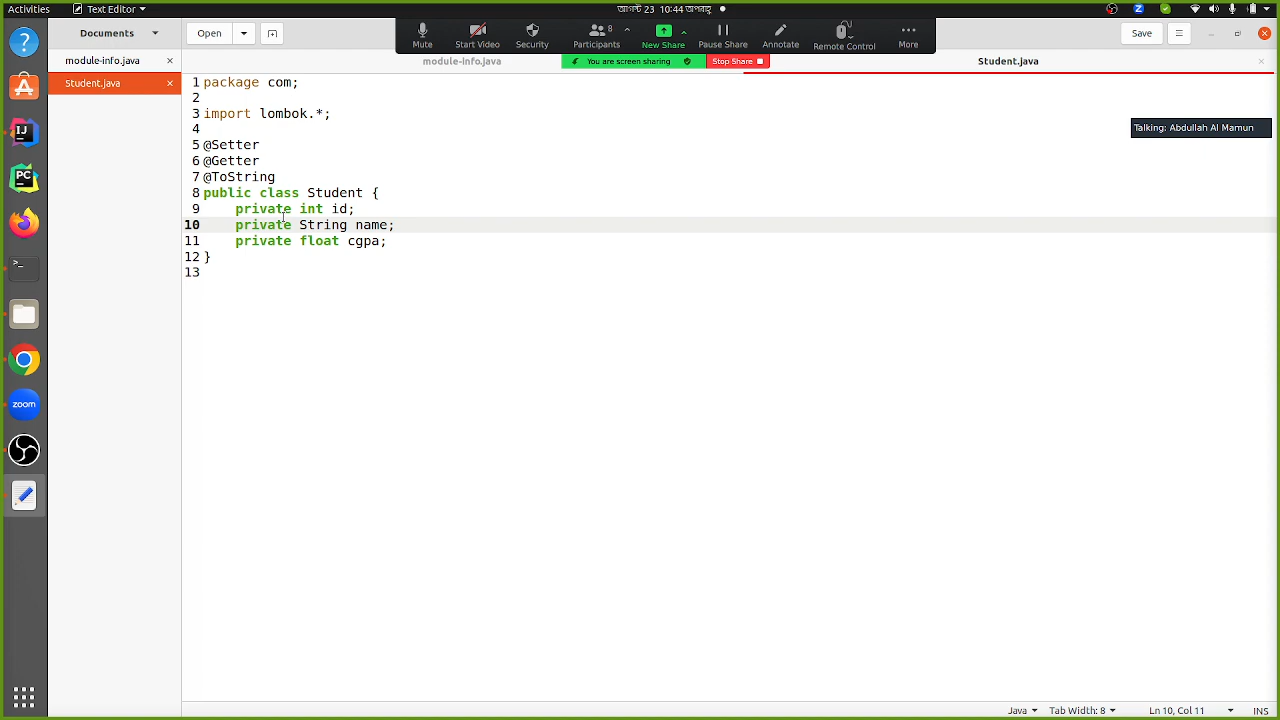 Activities Text Editor আগস্ট 23 10:44 অপরাহ্ণ
Documents Open Save
Mute Start Video Security Participants 8 New Share Pause Share Annotate Remote Control More
module-info.java
Student.java
module-info.java You are screen sharing Stop Share Student.java
Talking: Abdullah Al Mamun
1 package com;
2
3 import lombok.*;
4
5 @Setter
6 @Getter
7 @ToString
8 public class Student {
9 private int id;
10 private String name;
11 private float cgpa;
12 }
13
zoom
Java Tab Width: 8 Ln 10, Col 11 INS